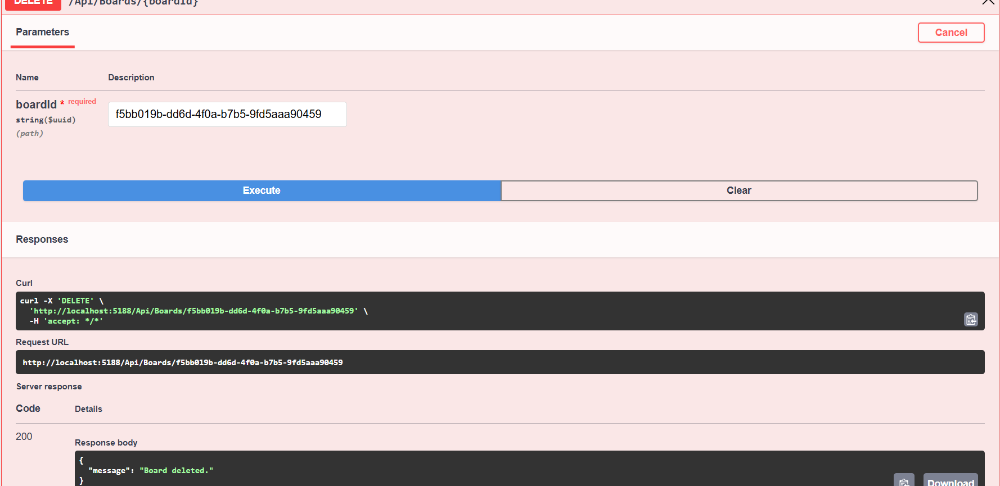 DELETE /Api/Boards/{boardId}
Parameters
Cancel
Name Description
boardId * required
string($uuid)
(path)
f5bb019b-dd6d-4f0a-b7b5-9fd5aaa90459
Execute Clear
Responses
Curl
curl -X 'DELETE' \
'http://localhost:5188/Api/Boards/f5bb019b-dd6d-4f0a-b7b5-9fd5aaa90459' \
-H 'accept: */*'
Request URL
http://localhost:5188/Api/Boards/f5bb019b-dd6d-4f0a-b7b5-9fd5aaa90459
Server response
Code Details
200
Response body
{
"message": "Board deleted."
}
Download